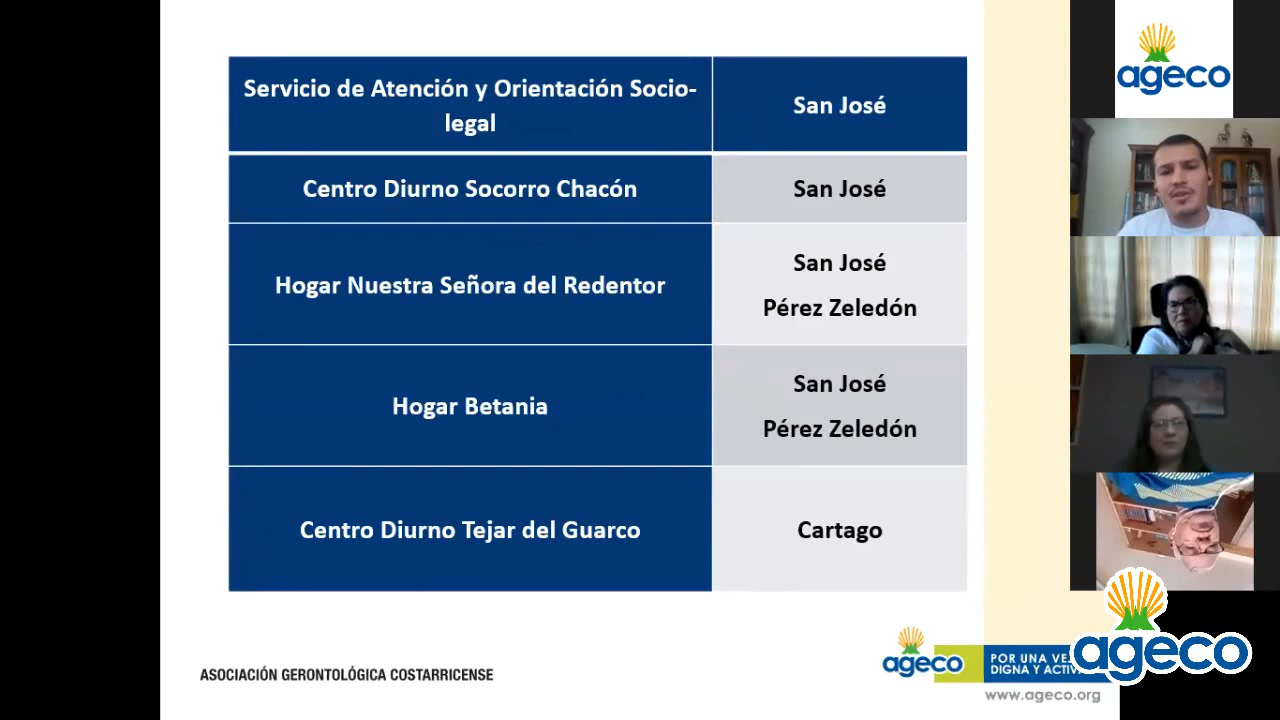 Servicio de Atención y Orientación Socio-
legal
San José
Centro Diurno Socorro Chacón
San José
Hogar Nuestra Señora del Redentor
San José
Pérez Zeledón
Hogar Betania
San José
Pérez Zeledón
Centro Diurno Tejar del Guarco
Cartago
ASOCIACIÓN GERONTOLÓGICA COSTARRICENSE
ageco
POR UNA
DIGNA Y
www.ageco.org
ageco
ageco